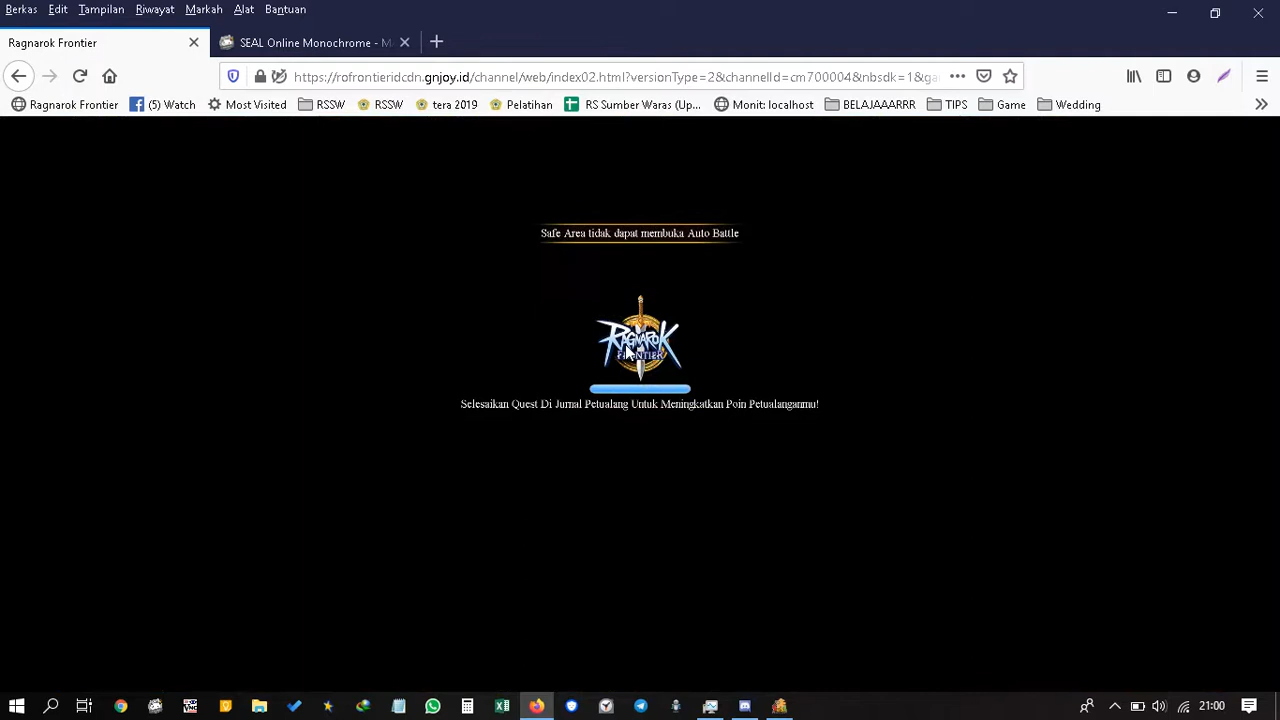 Berkas Edit Tampilan Riwayat Markah Alat Bantuan
Ragnarok Frontier
SEAL Online Monochrome - M
https://rofrontieridcdn.gnjoy.id/channel/web/index02.html?versionType=2&channelId=cm700004&nbsdk=1&ga
Ragnarok Frontier (5) Watch Most Visited RSSW RSSW tera 2019 Pelatihan RS Sumber Waras (Up... Monit: localhost BELAJAAARRR TIPS Game Wedding
Safe Area tidak dapat membuka Auto Battle
RAGNAROK
FRONTIER
Selesaikan Quest Di Jurnal Petualang Untuk Meningkatkan Poin Petualanganmu!
21:00